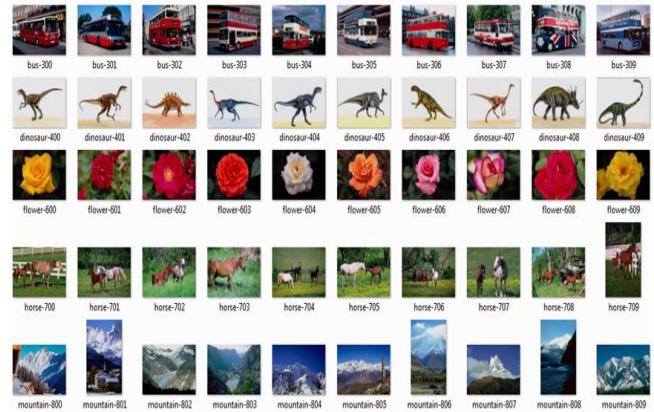 bus-300 bus-301 bus-302 bus-303 bus-304 bus-305 bus-306 bus-307 bus-308 bus-309
dinosaur-400 dinosaur-401 dinosaur-402 dinosaur-403 dinosaur-404 dinosaur-405 dinosaur-406 dinosaur-407 dinosaur-408 dinosaur-409
flower-600 flower-601 flower-602 flower-603 flower-604 flower-605 flower-606 flower-607 flower-608 flower-609
horse-700 horse-701 horse-702 horse-703 horse-704 horse-705 horse-706 horse-707 horse-708 horse-709
mountain-800 mountain-801 mountain-802 mountain-803 mountain-804 mountain-805 mountain-806 mountain-807 mountain-808 mountain-809